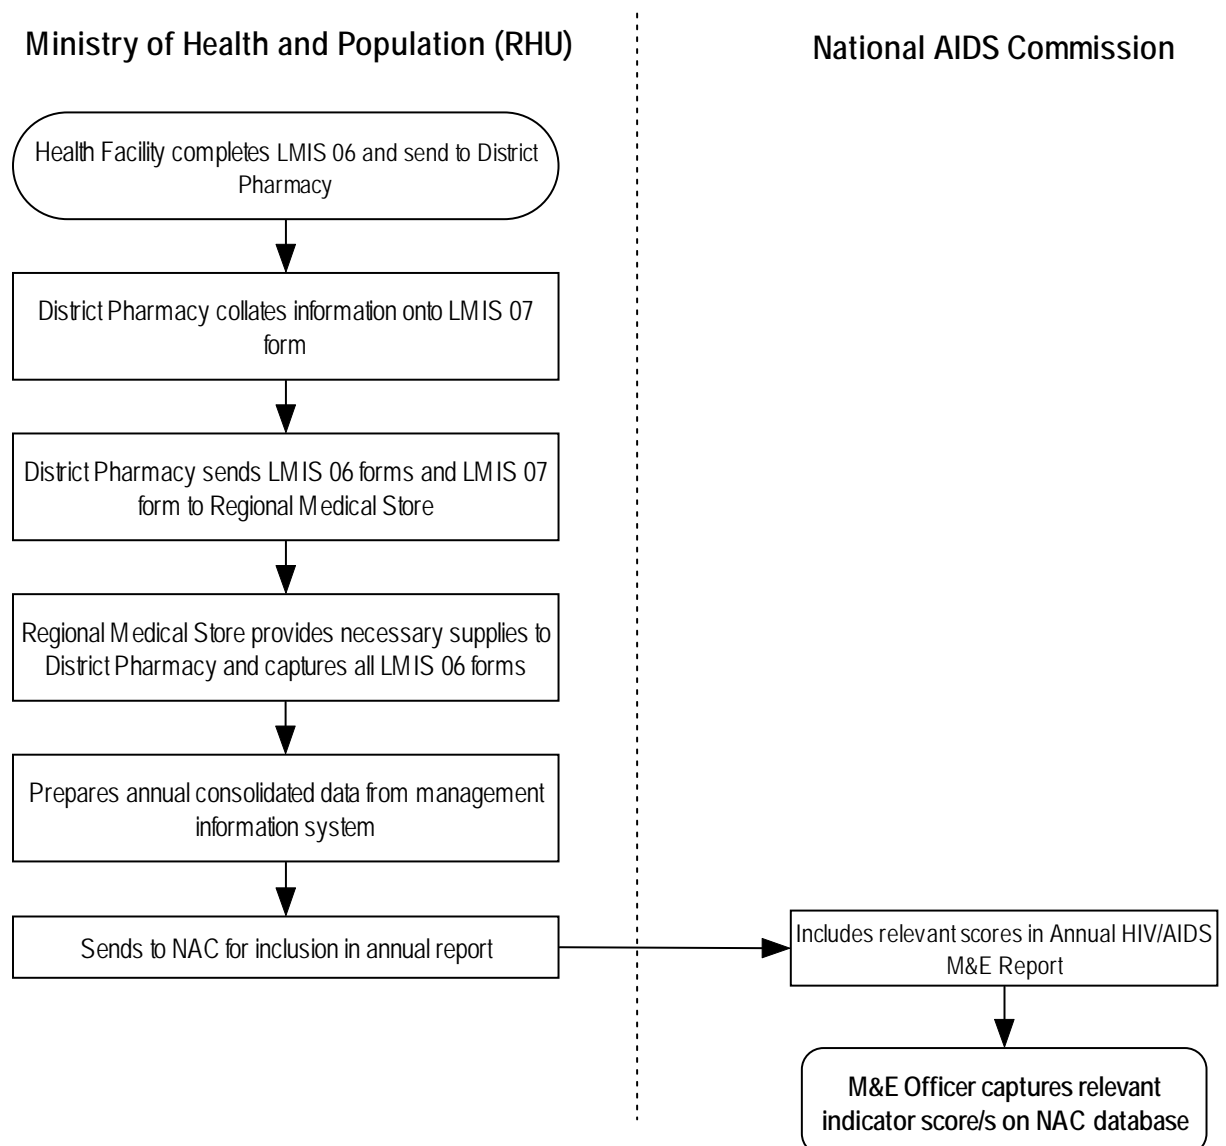 Ministry of Health and Population (RHU)
National AIDS Commission
Health Facility completes LMIS 06 and send to District
Pharmacy
District Pharmacy collates information onto LMIS 07
form
District Pharmacy sends LMIS 06 forms and LMIS 07
form to Regional Medical Store
Regional Medical Store provides necessary supplies to
District Pharmacy and captures all LMIS 06 forms
Prepares annual consolidated data from management
information system
Sends to NAC for inclusion in annual report
Includes relevant scores in Annual HIV/AIDS
M&E Report
M&E Officer captures relevant
indicator score/s on NAC database